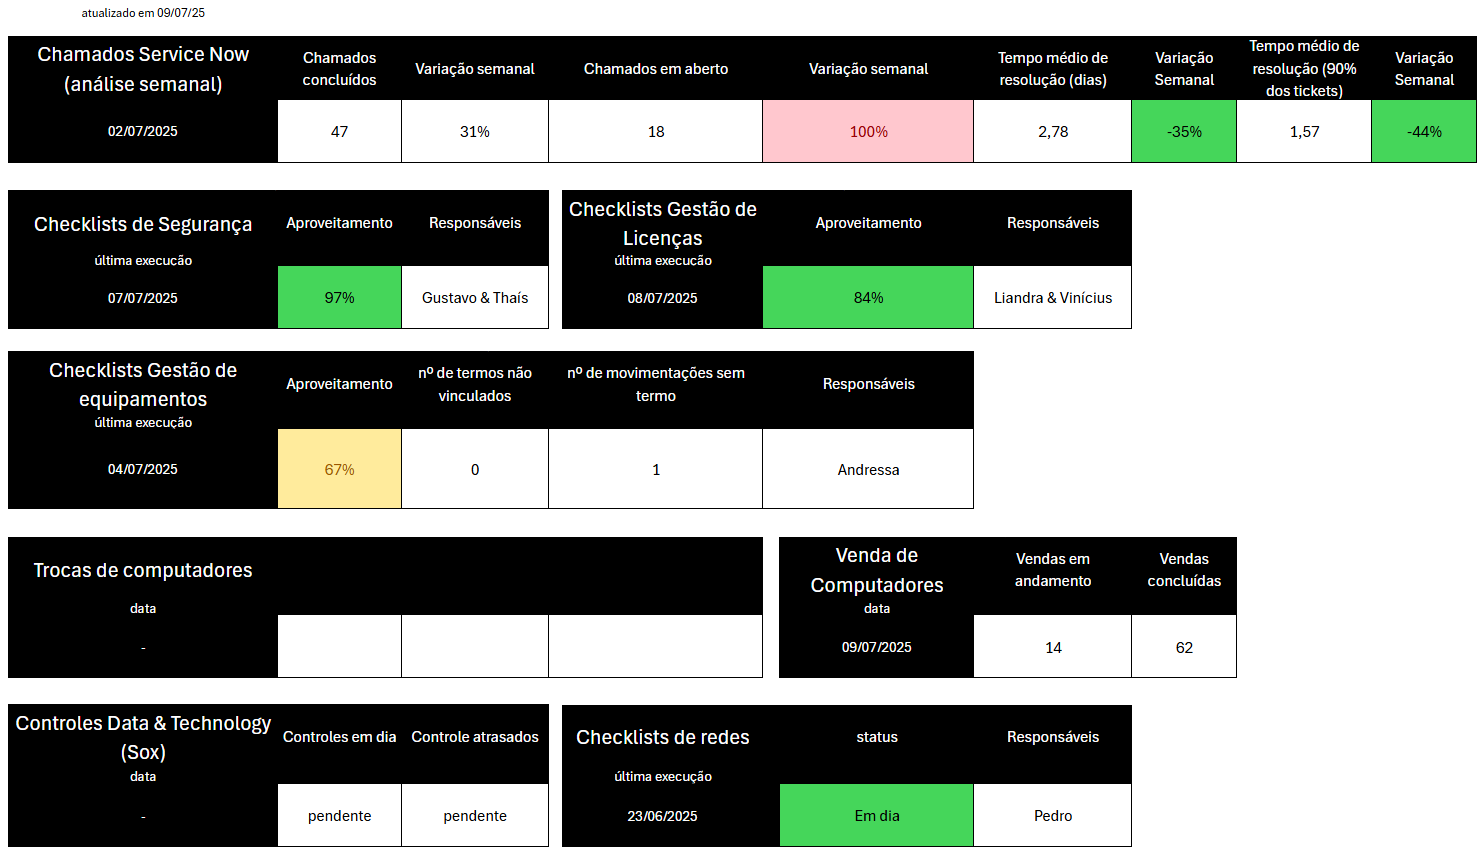 atualizado em 09/07/25
Chamados Service Now
(análise semanal)
02/07/2025
Chamados
concluídos
47
Variação semanal
31%
Chamados em aberto
18
Variação semanal
100%
Tempo médio de
resolução (dias)
2,78
Variação
Semanal
-35%
Tempo médio de
resolução (90%
dos tickets)
1,57
Variação
Semanal
-44%
Checklists de Segurança
última execução
07/07/2025
Aproveitamento
97%
Responsáveis
Gustavo & Thaís
Checklists Gestão de
Licenças
última execução
08/07/2025
Aproveitamento
84%
Responsáveis
Liandra & Vinícius
Checklists Gestão de
equipamentos
última execução
04/07/2025
Aproveitamento
67%
nº de termos não
vinculados
0
nº de movimentações sem
termo
1
Responsáveis
Andressa
Trocas de computadores
data
-
Venda de
Computadores
data
09/07/2025
Vendas em
andamento
14
Vendas
concluídas
62
Controles Data & Technology
(Sox)
data
-
Controles em dia
pendente
Controle atrasados
pendente
Checklists de redes
última execução
23/06/2025
status
Em dia
Responsáveis
Pedro